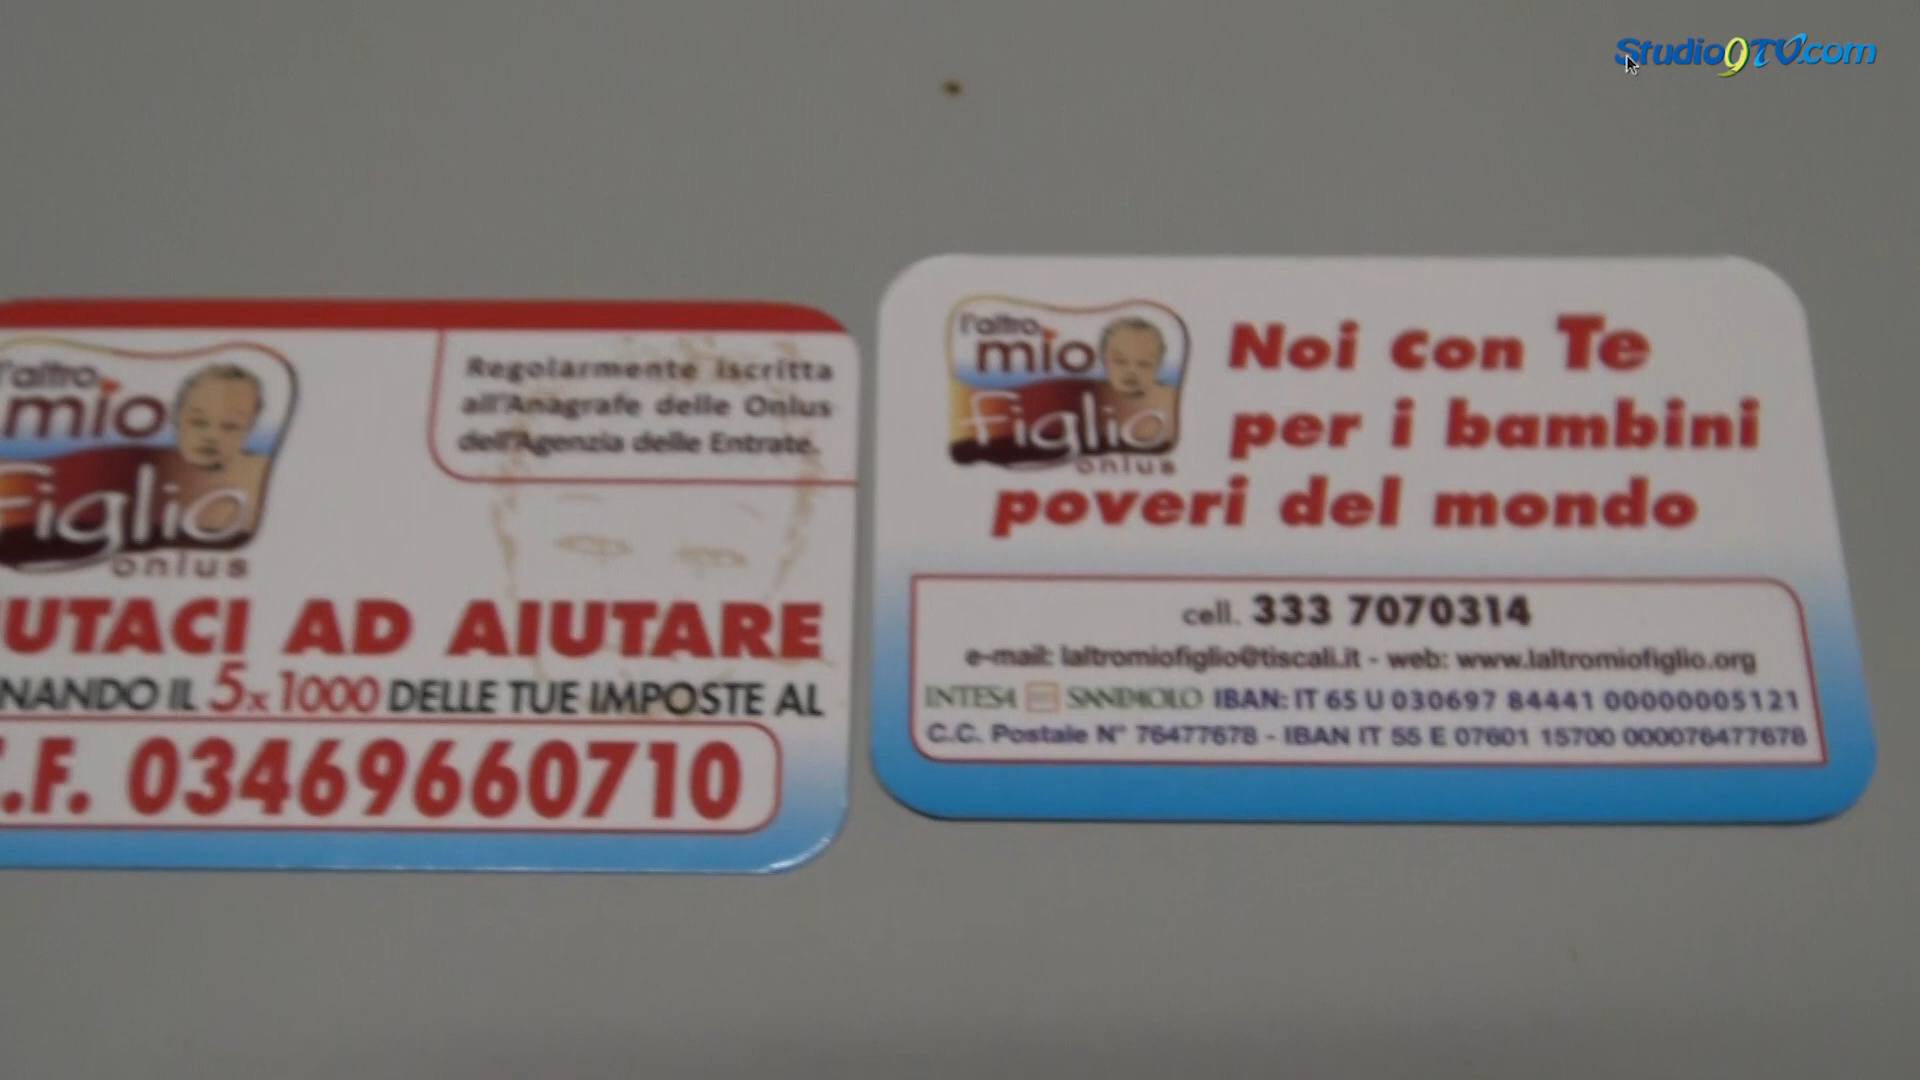 Studio9TV.com
l'altro
mio
figlio
onlus
Regolarmente iscritta
all'Anagrafe delle Onlus
dell'Agenzia delle Entrate.
UTACI AD AIUTARE
NANDO IL 5x1000 DELLE TUE IMPOSTE AL
.F. 03469660710
l'altro
mio
figlio
onlus
Noi con Te
per i bambini
poveri del mondo
cell. 333 7070314
e-mail: laltromiofiglio@tiscali.it - web: www.laltromiofiglio.org
INTESA SANPAOLO IBAN: IT 65 U 030697 84441 00000005121
C.C. Postale N° 76477678 - IBAN IT 55 E 07601 15700 000076477678